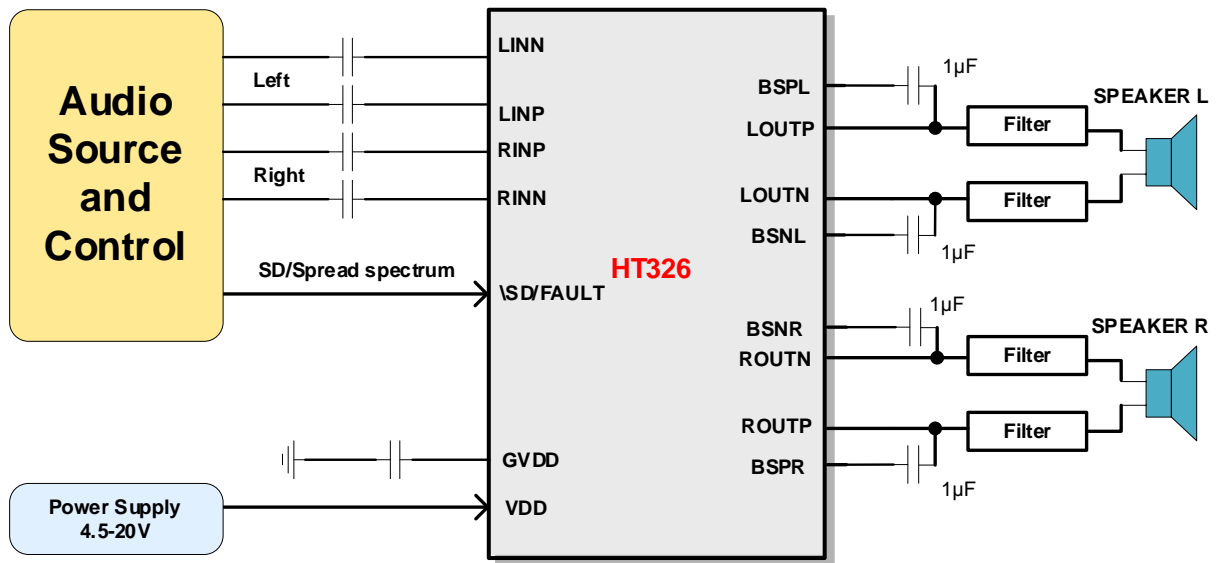 Audio
Source
and
Control
Left
Right
SD/Spread spectrum
Power Supply
4.5-20V
LINN
LINP
RINP
RINN
\SD/FAULT
GVDD
VDD
HT326
BSPL
LOUTP
LOUTN
BSNL
BSNR
ROUTN
ROUTP
BSPR
1µF
1µF
1µF
1µF
Filter
Filter
Filter
Filter
SPEAKER L
SPEAKER R